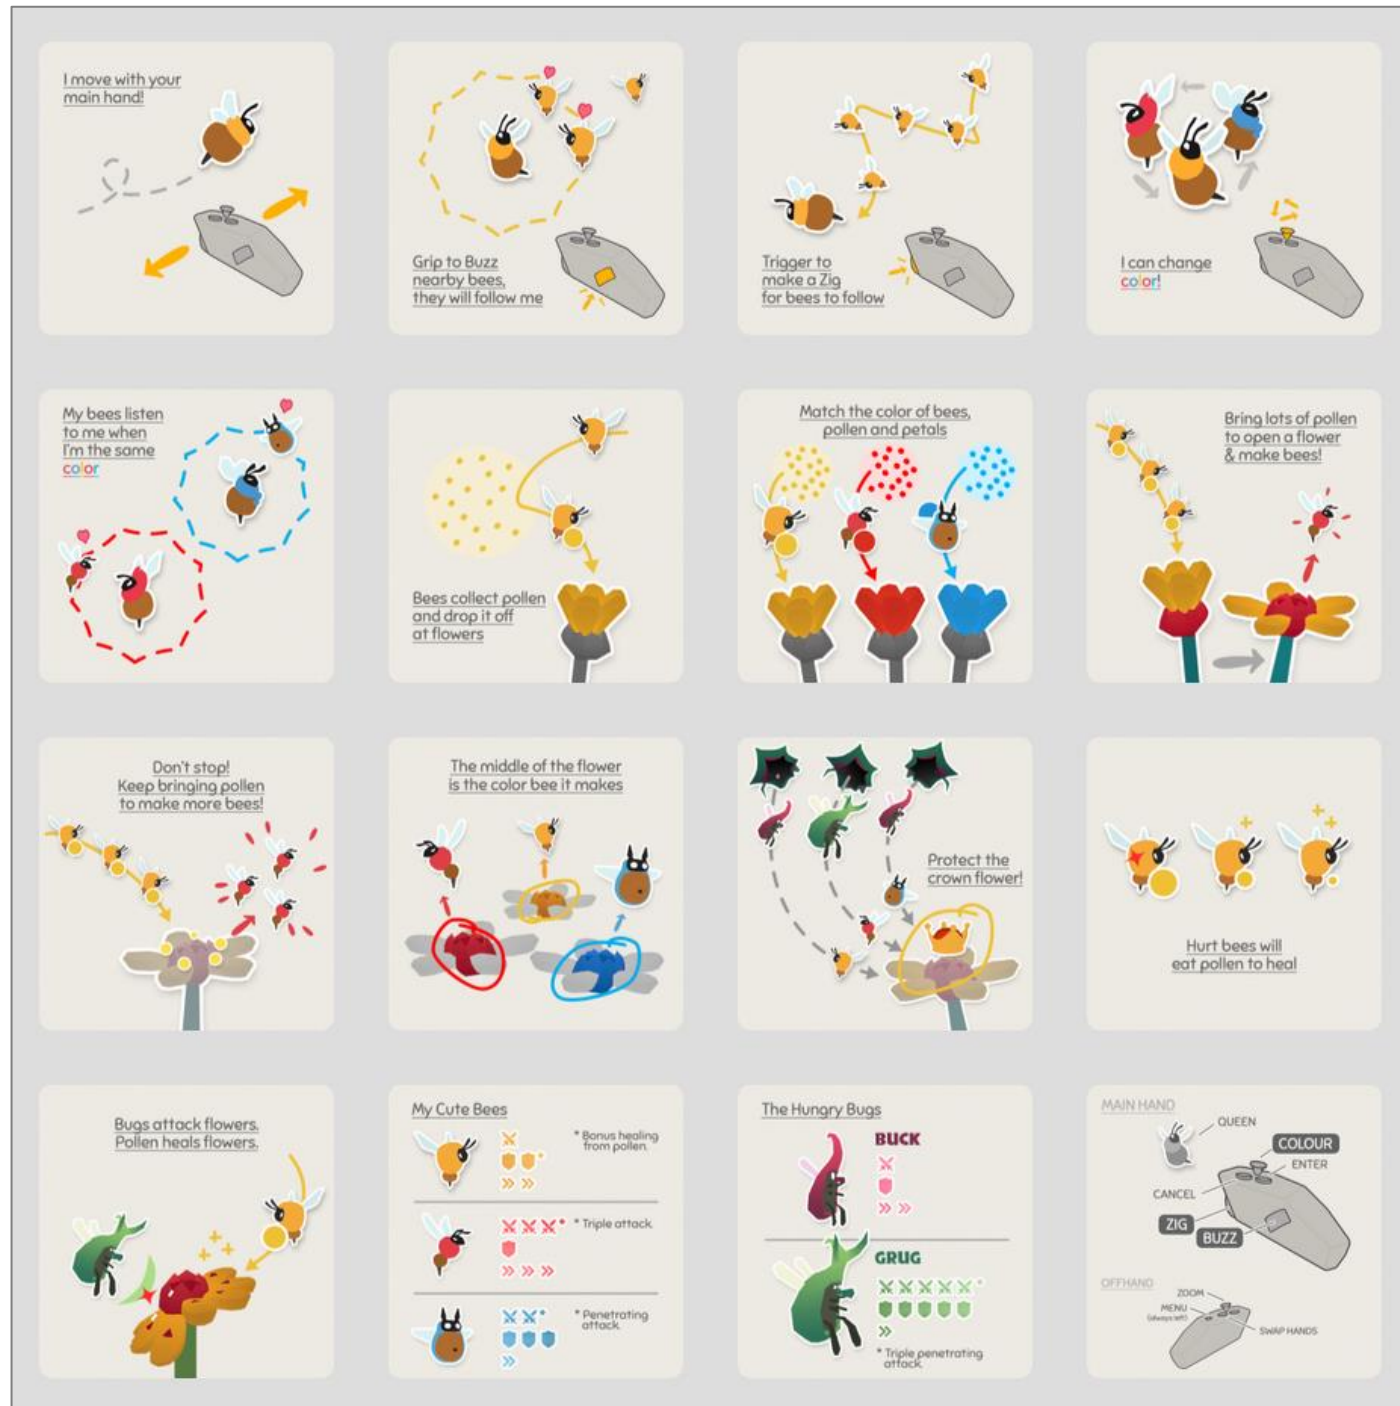 I move with your
main hand!
Grip to Buzz
nearby bees,
they will follow me
Trigger to
make a Zig
for bees to follow
I can change
color!
My bees listen
to me when
I'm the same
color
Bees collect pollen
and drop it off
at flowers
Match the color of bees,
pollen and petals
Bring lots of pollen
to open a flower
& make bees!
Don't stop!
Keep bringing pollen
to make more bees!
The middle of the flower
is the color bee it makes
Protect the
crown flower!
Hurt bees will
eat pollen to heal
Bugs attack flowers.
Pollen heals flowers.
My Cute Bees
* Bonus healing
from pollen.
* Triple attack.
* Penetrating
attack.
The Hungry Bugs
BUCK
GRUG
* Triple penetrating
attack.
MAIN HAND
QUEEN
COLOUR
ENTER
CANCEL
ZIG
BUZZ
OFFHAND
ZOOM
MENU
(always left)
SWAP HANDS